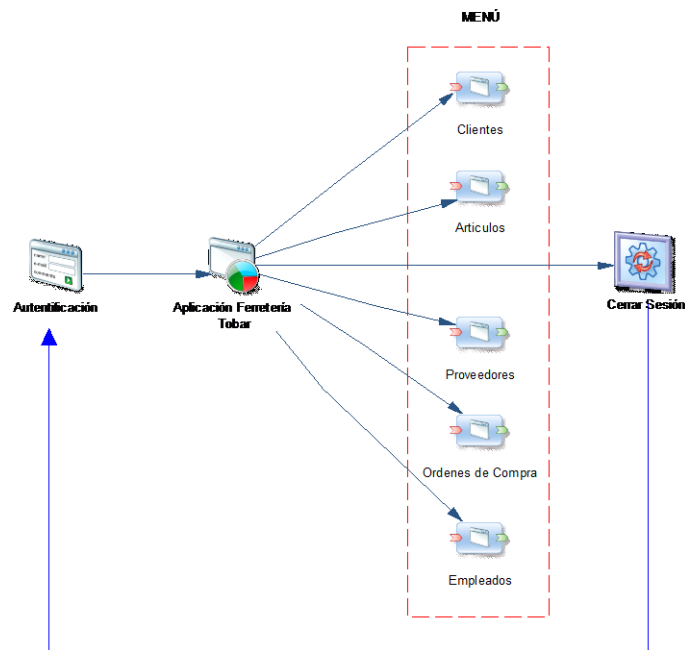 MENÚ
Clientes
Articulos
Autentificación
Aplicación Ferretería
Tobar
Cerrar Sesión
Proveedores
Ordenes de Compra
Empleados